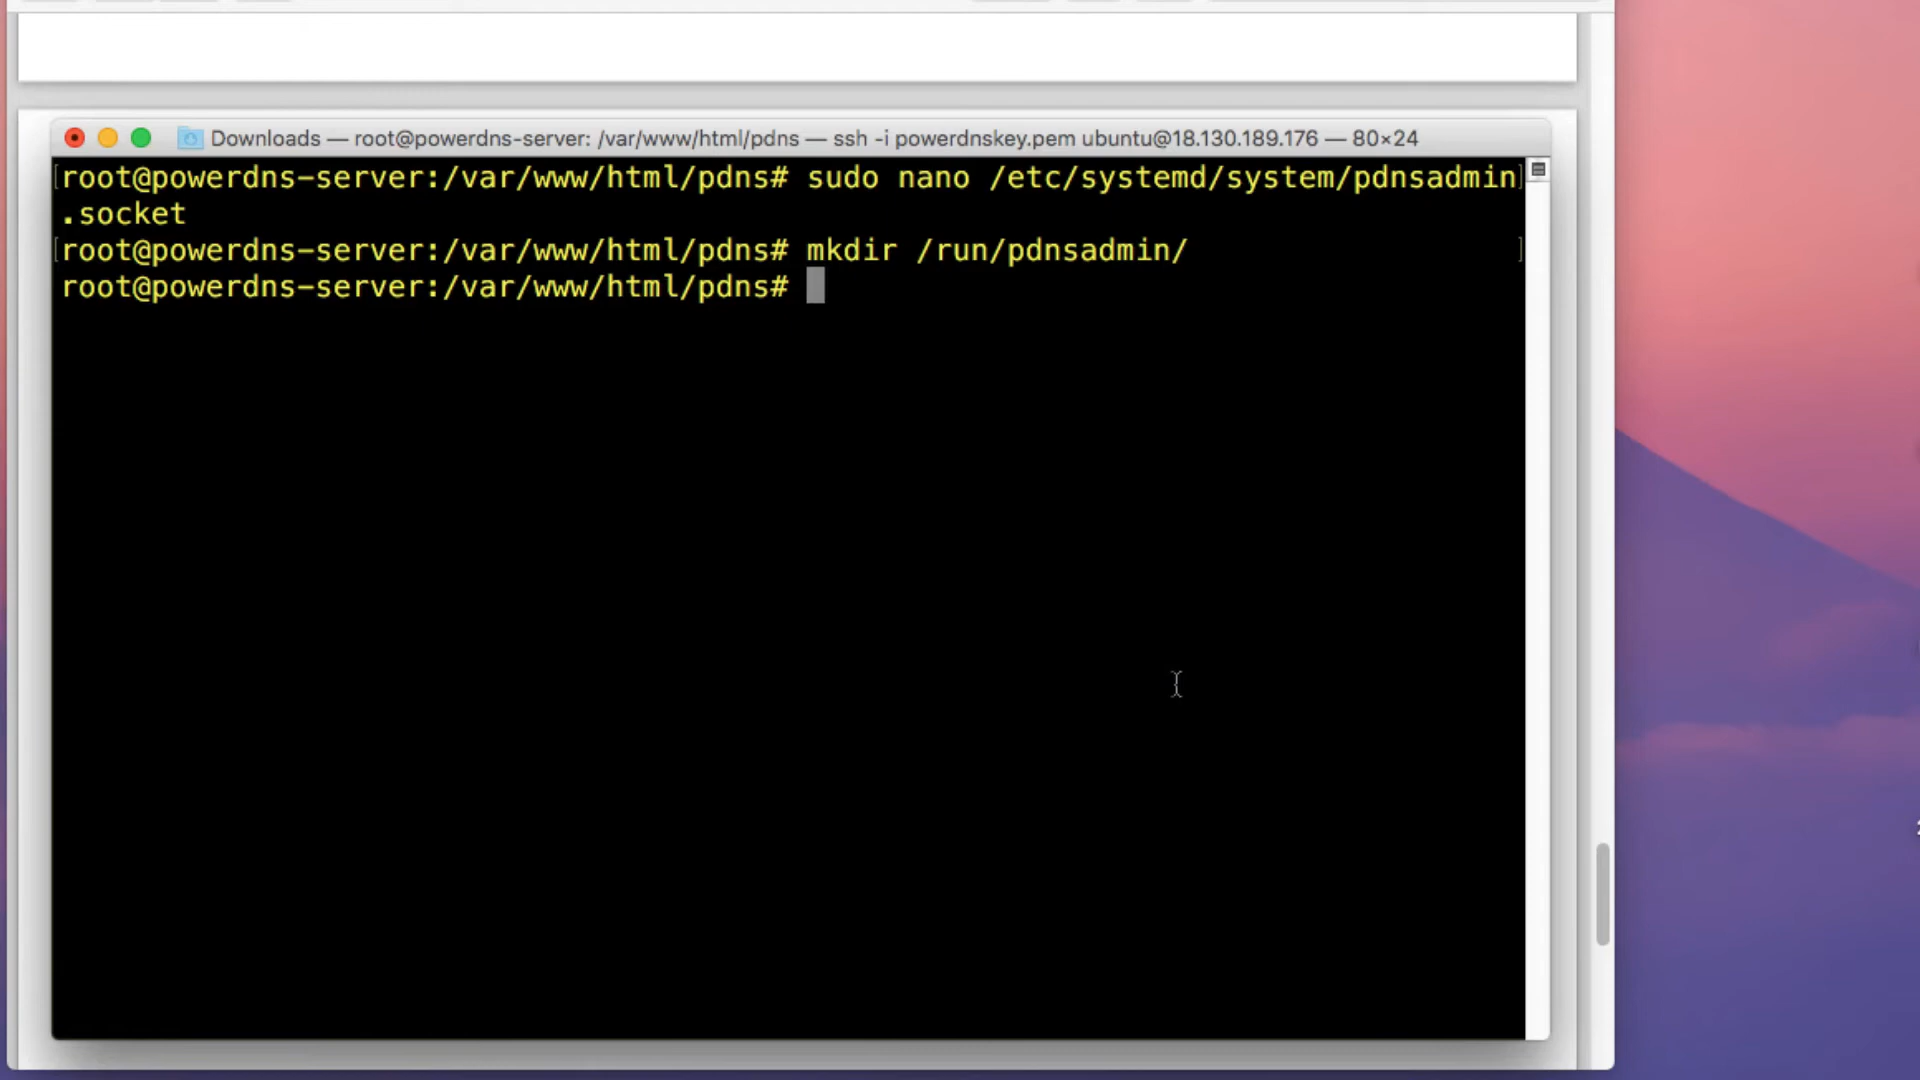 Downloads — root@powerdns-server: /var/www/html/pdns — ssh -i powerdnskey.pem ubuntu@18.130.189.176 — 80×24
[root@powerdns-server:/var/www/html/pdns# sudo nano /etc/systemd/system/pdnsadmin]
.socket
[root@powerdns-server:/var/www/html/pdns# mkdir /run/pdnsadmin/ ]
root@powerdns-server:/var/www/html/pdns#